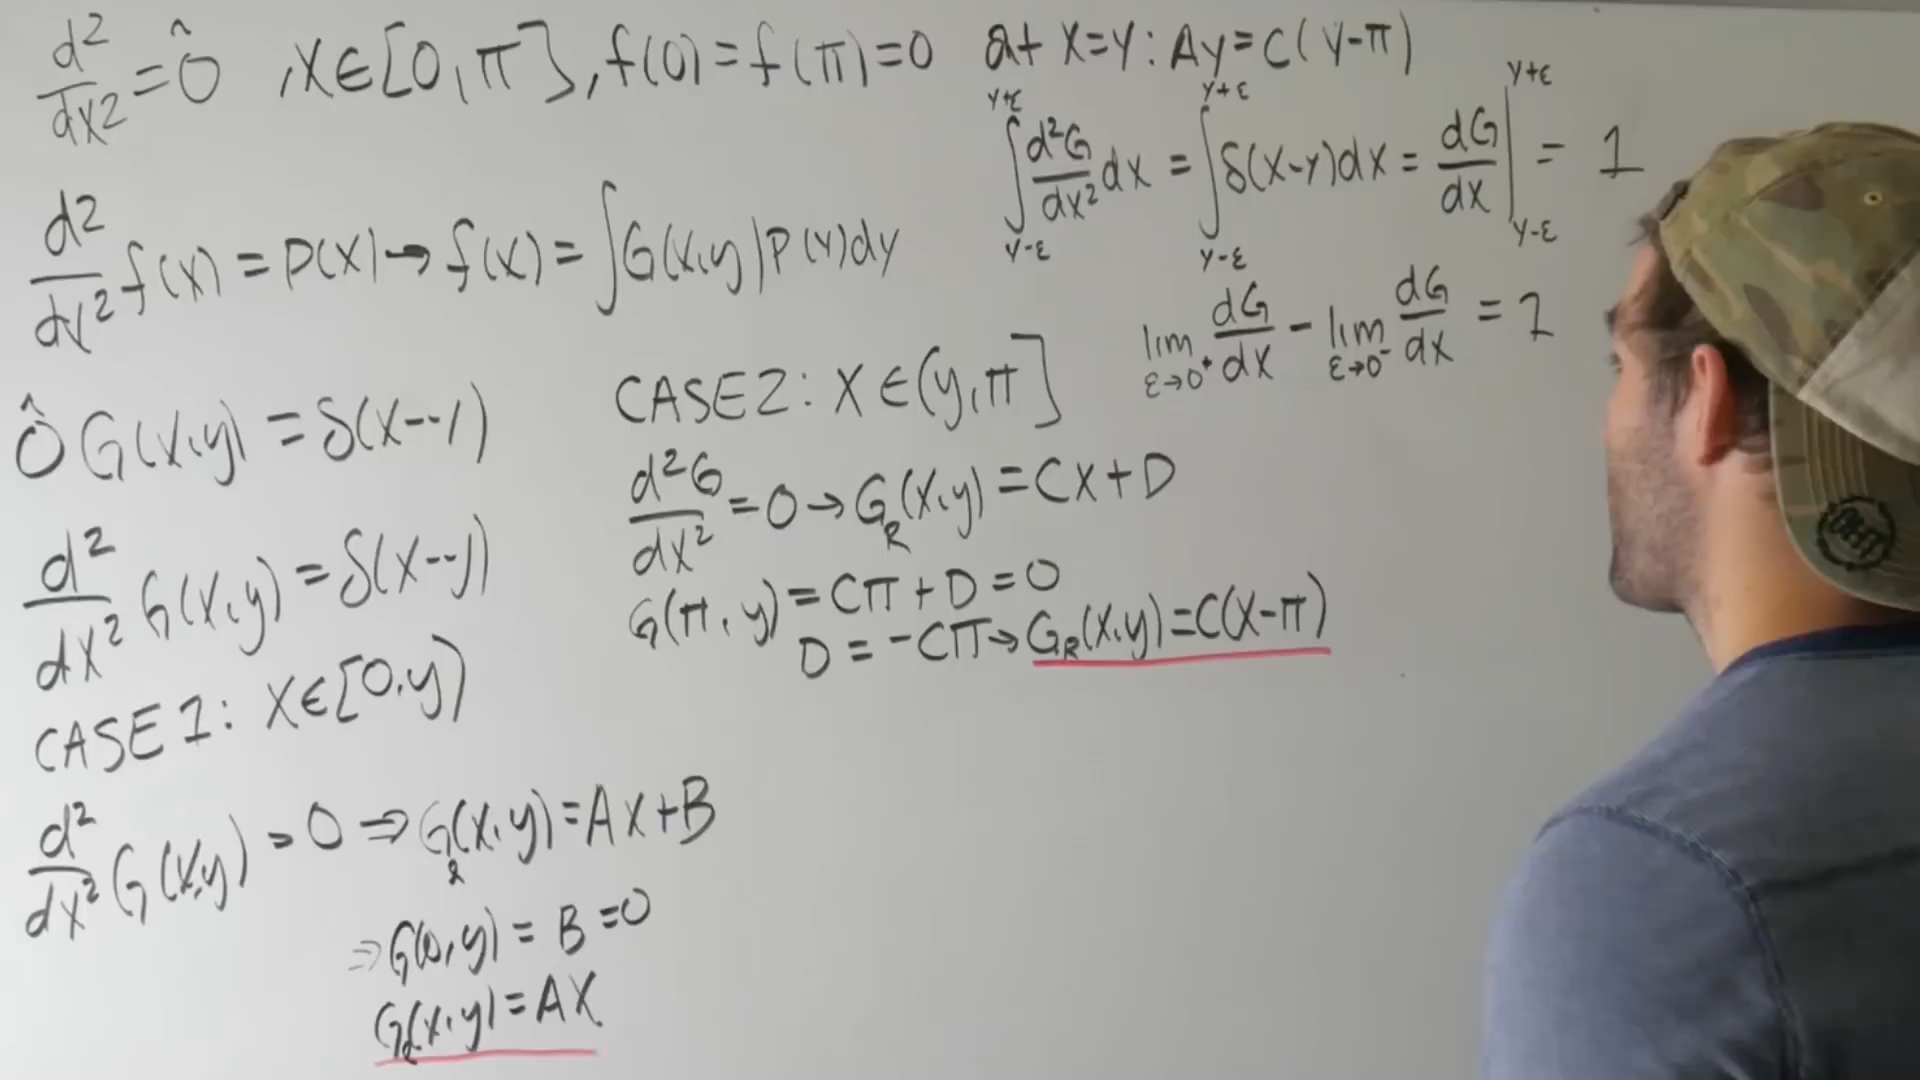 d²/dx² = Ô , x∈[0,π], f(0)=f(π)=0
d²/dx² f(x) = P(x) → f(x) = ∫G(x,y)P(y)dy
Ô G(x,y) = δ(x-y)
d²/dx² G(x,y) = δ(x-y)
CASE 1: x∈[0,y)
d²/dx² G(x,y) = 0 ⇒ G_L(x,y) = Ax+B
⇒ G(0,y) = B = 0
G_L(x,y) = Ax
CASE 2: x∈(y,π]
d²G/dx² = 0 → G_R(x,y) = Cx+D
G(π,y) = Cπ+D = 0
D = -Cπ → G_R(x,y) = C(x-π)
at x=y: Ay = C(y-π)
∫_{y-ε}^{y+ε} d²G/dx² dx = ∫_{y-ε}^{y+ε} δ(x-y)dx = dG/dx |_{y-ε}^{y+ε} = 1
lim_{ε→0⁺} dG/dx - lim_{ε→0⁻} dG/dx = 1